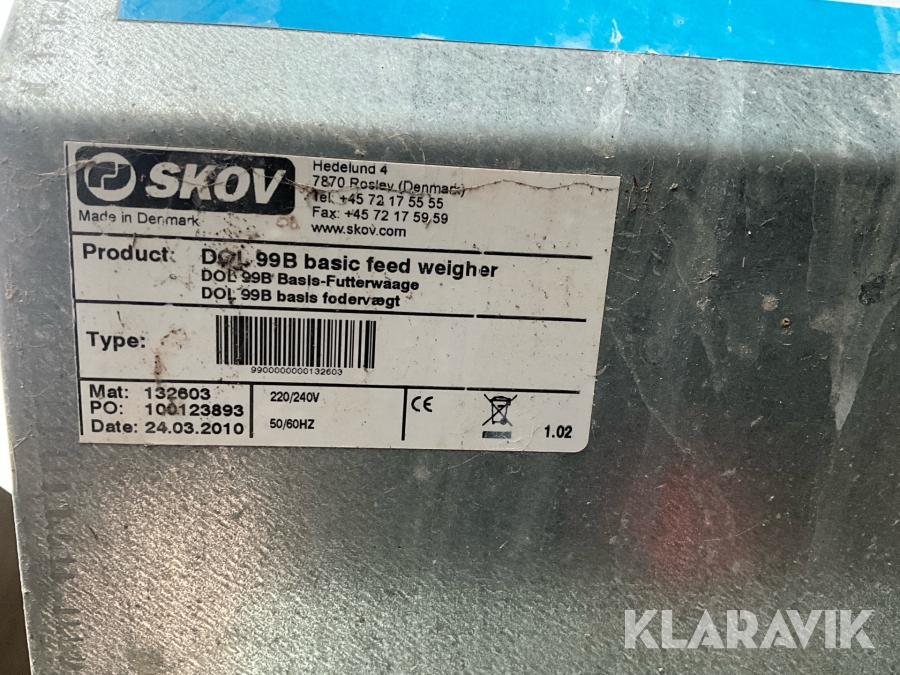 SKOV
Made in Denmark
Hedelund 4
7870 Roslev (Denmark)
Tel: +45 72 17 55 55
Fax: +45 72 17 59 59
www.skov.com
Product: DOL 99B basic feed weigher
DOL 99B Basis-Futterwaage
DOL 99B basis fodervægt
Type:
9900000000132603
Mat: 132603
PO: 100123893
Date: 24.03.2010
220/240V
50/60HZ
CE
1.02
KLARAVIK